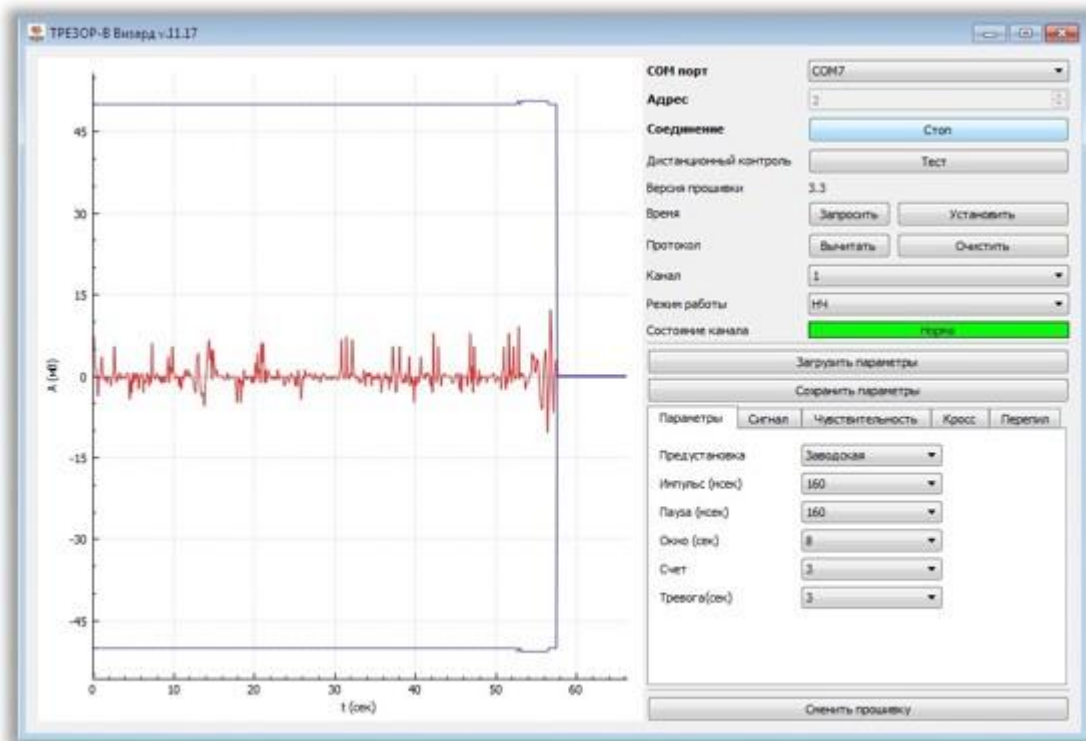 ТРЕЗОР-В Визард v.11.17
COM порт COM7
Адрес 2
Соединение Стоп
Дистанционный контроль Тест
Версия прошивки 3.3
Время Запросить Установить
Протокол Вычитать Очистить
Канал 1
Режим работы НЧ
Состояние канала Норма
Загрузить параметры
Сохранить параметры
Параметры Сигнал Чувствительность Кросс Перепил
Предустановка Заводская
Импульс (мсек) 160
Пауза (мсек) 160
Окно (сек) 8
Счет 3
Тревога(сек) 3
Сменить прошивку
45
30
15
0
-15
-30
-45
A (мВ)
0 10 20 30 40 50 60
t (сек)